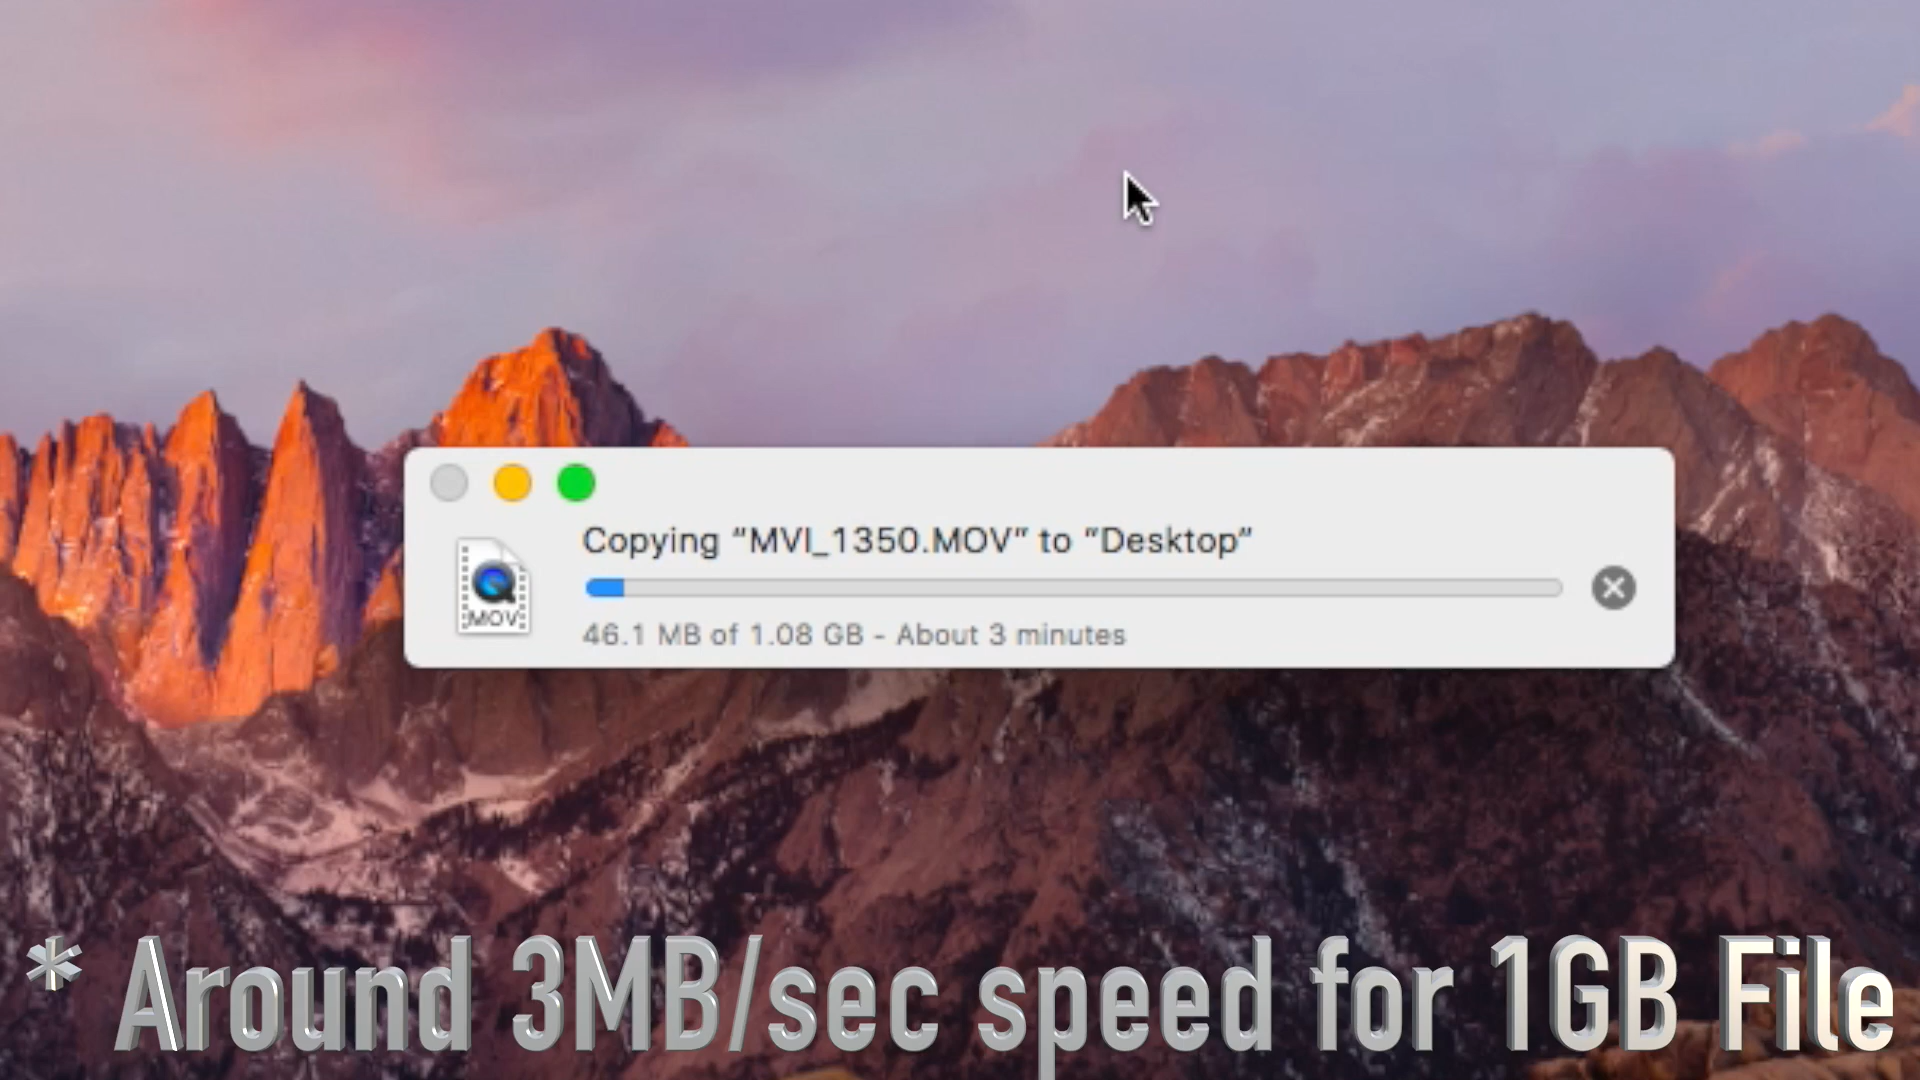 Copying “MVI_1350.MOV” to “Desktop”
MOV
46.1 MB of 1.08 GB - About 3 minutes
* Around 3MB/sec speed for 1GB File